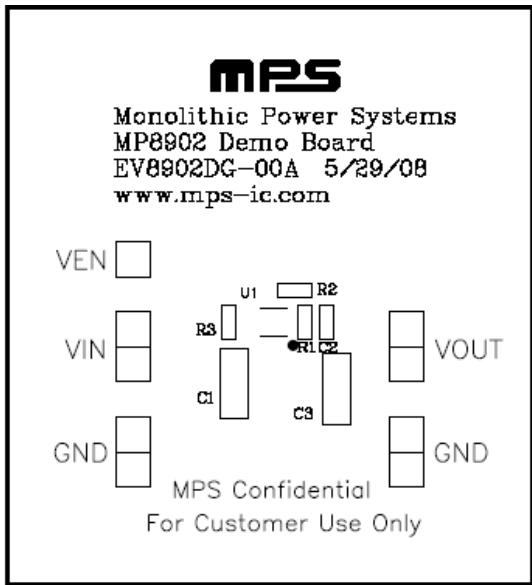 MPS
Monolithic Power Systems
MP8902 Demo Board
EV8902DG-00A 5/29/08
www.mps-ic.com
VEN
U1
R2
VIN
R3
R1
C2
VOUT
C1
C3
GND
GND
MPS Confidential
For Customer Use Only